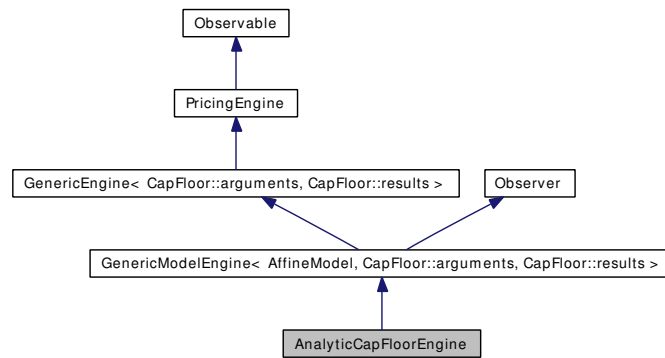 Observable
PricingEngine
GenericEngine< CapFloor::arguments, CapFloor::results >
Observer
GenericModelEngine< AffineModel, CapFloor::arguments, CapFloor::results >
AnalyticCapFloorEngine